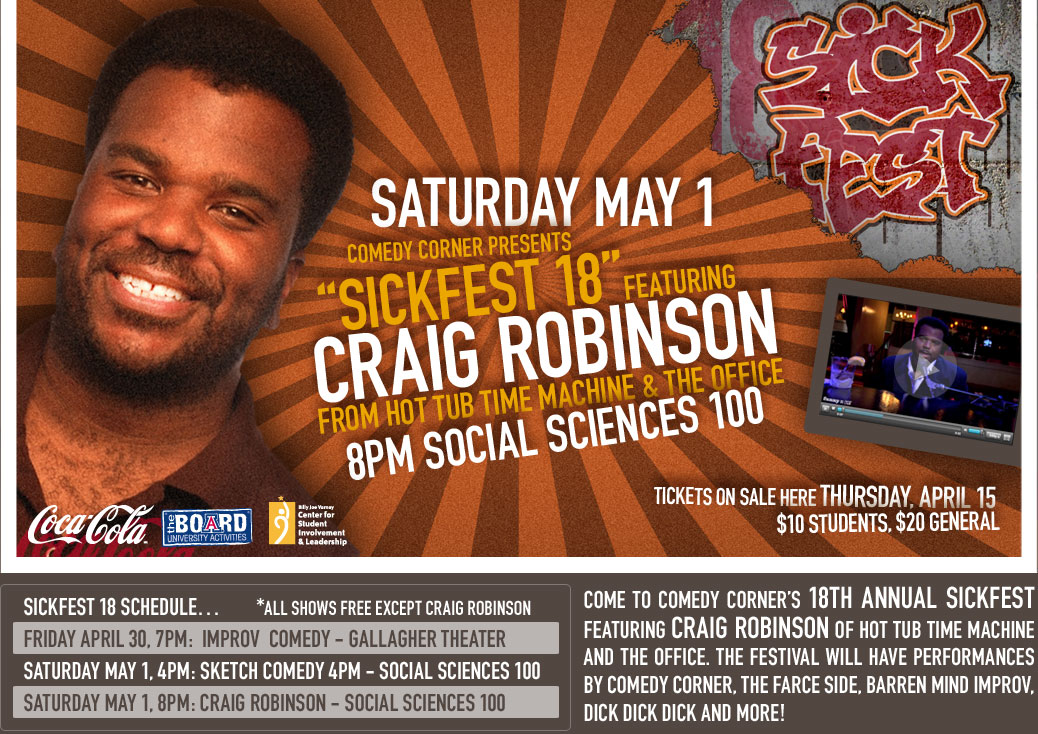 18
SICK
FEST
SATURDAY MAY 1
COMEDY CORNER PRESENTS
“SICKFEST 18” FEATURING
CRAIG ROBINSON
FROM HOT TUB TIME MACHINE & THE OFFICE
8PM SOCIAL SCIENCES 100
TICKETS ON SALE HERE THURSDAY, APRIL 15
$10 STUDENTS, $20 GENERAL
Coca-Cola
the BOARD
UNIVERSITY ACTIVITIES
Billy Joe Varney
Center for
Student
Involvement
& Leadership
SICKFEST 18 SCHEDULE... *ALL SHOWS FREE EXCEPT CRAIG ROBINSON
FRIDAY APRIL 30, 7PM: IMPROV COMEDY – GALLAGHER THEATER
SATURDAY MAY 1, 4PM: SKETCH COMEDY 4PM – SOCIAL SCIENCES 100
SATURDAY MAY 1, 8PM: CRAIG ROBINSON – SOCIAL SCIENCES 100
COME TO COMEDY CORNER'S 18TH ANNUAL SICKFEST
FEATURING CRAIG ROBINSON OF HOT TUB TIME MACHINE
AND THE OFFICE. THE FESTIVAL WILL HAVE PERFORMANCES
BY COMEDY CORNER, THE FARCE SIDE, BARREN MIND IMPROV,
DICK DICK DICK AND MORE!